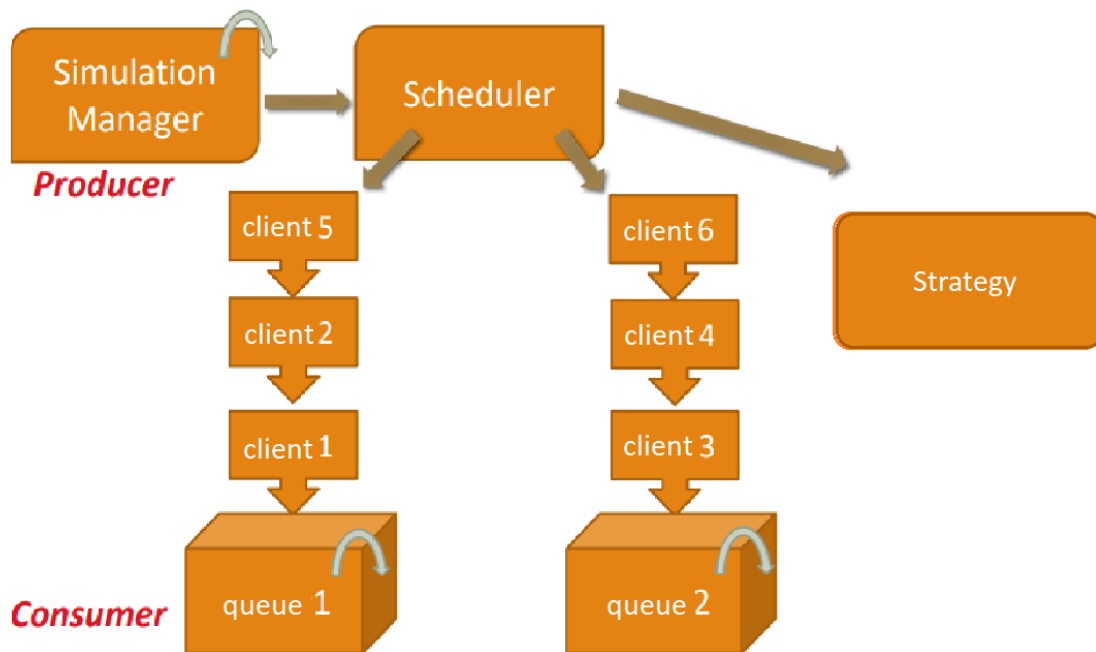 Simulation
Manager
Scheduler
Producer
client 5
client 6
Strategy
client 2
client 4
client 1
client 3
queue 1
queue 2
Consumer